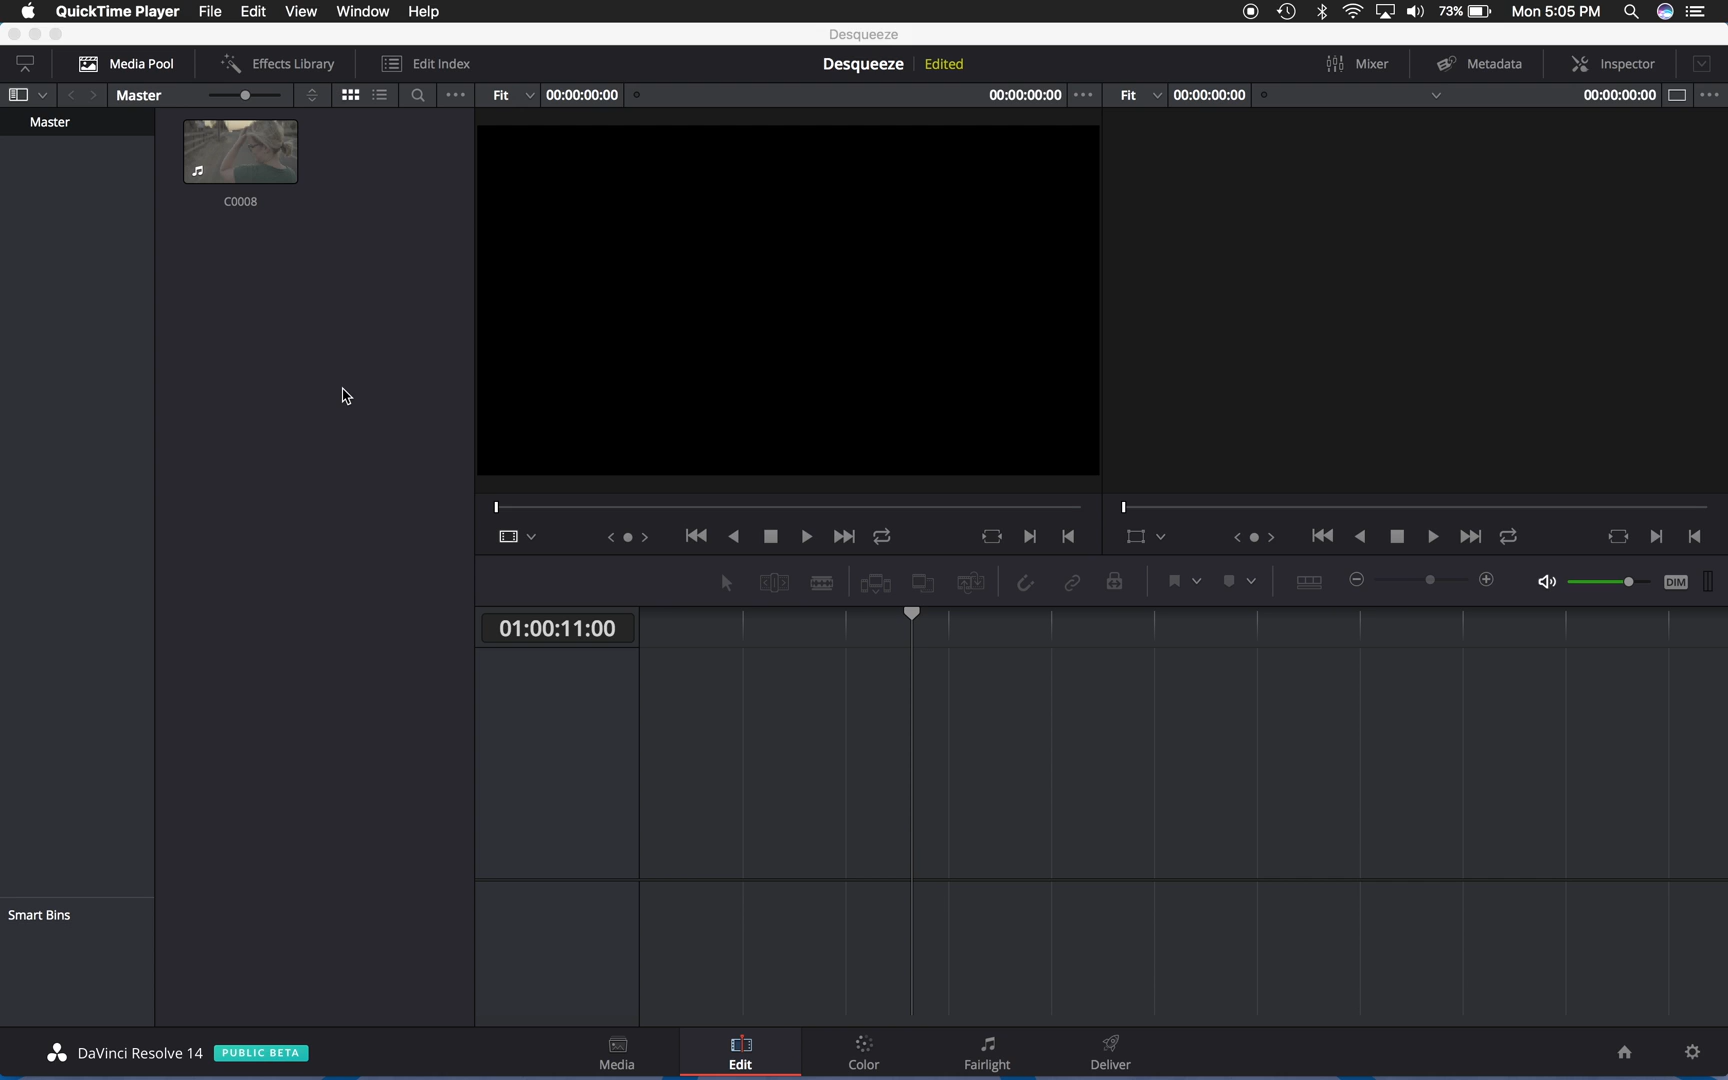 QuickTime Player File Edit View Window Help 73% Mon 5:05 PM
Desqueeze
Media Pool Effects Library Edit Index Desqueeze Edited Mixer Metadata Inspector
Master Fit 00:00:00:00 00:00:00:00 Fit 00:00:00:00 00:00:00:00
Master
C0008
DIM
01:00:11:00
Smart Bins
DaVinci Resolve 14 PUBLIC BETA Media Edit Color Fairlight Deliver